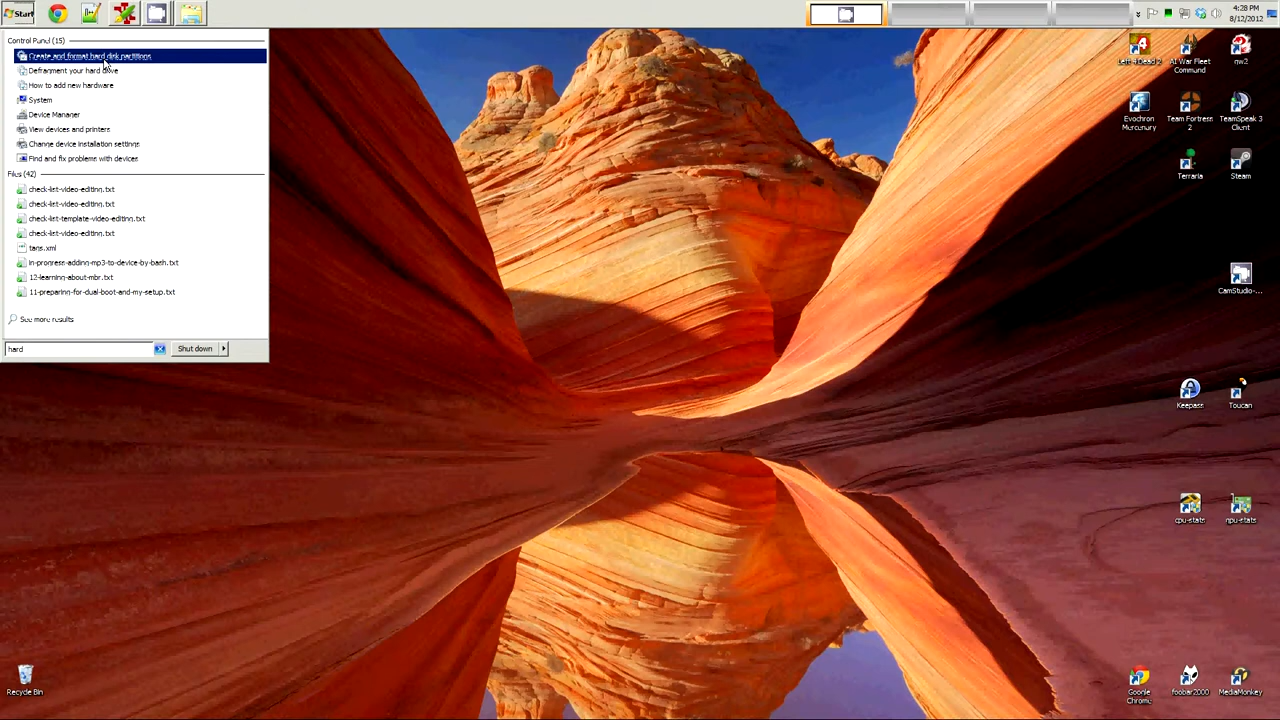 Start
4:28 PM
8/12/2012
Control Panel (15)
Create and format hard disk partitions
Defragment your hard drive
How to add new hardware
System
Device Manager
View devices and printers
Change device installation settings
Find and fix problems with devices
Files (42)
check-list-video-editing.txt
check-list-video-editing.txt
check-list-template-video-editing.txt
check-list-video-editing.txt
tags.xml
in-progress-adding-mp3-to-device-by-bash.txt
12-learning-about-mbr.txt
11-preparing-for-dual-boot-and-my-setup.txt
See more results
hard
Shut down
Left 4 Dead 2
AI War Fleet Command
Evochron Mercenary
Team Fortress 2
TeamSpeak 3 Client
Terraria
Steam
CamStudio-...
Keepass
Toucan
cpu-stats
gpu-stats
Recycle Bin
Google Chrome
foobar2000
MediaMonkey